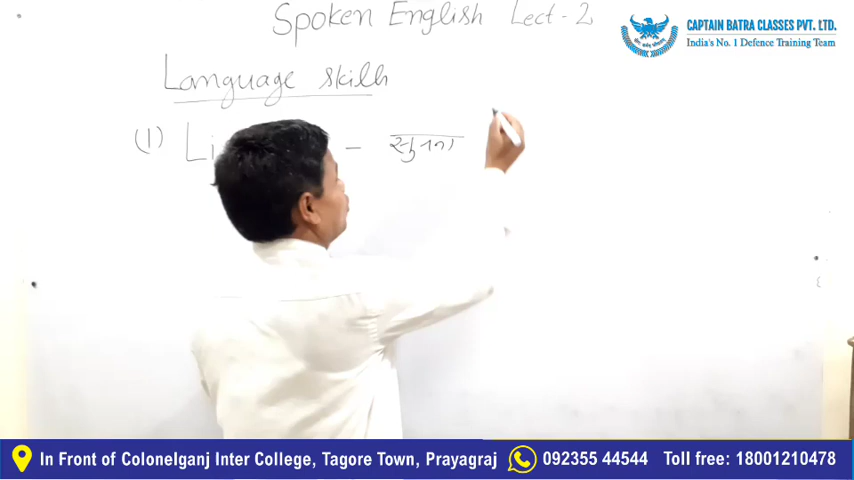 Spoken English Lect-2
CAPTAIN BATRA CLASSES PVT. LTD.
India's No. 1 Defence Training Team
Language skills
(1) Li - सुनना
In Front of Colonelganj Inter College, Tagore Town, Prayagraj 092355 44544 Toll free: 18001210478